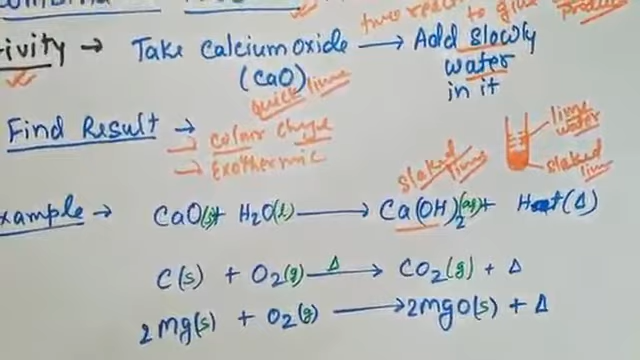 two react to give
product
ivity → Take Calcium oxide → Add slowly
(CaO) water
quick lime in it
Find Result →
→ colour change
→ Exothermic
lime water
slaked lime
slaked lime
xample → CaO(s)+ H2O(l) → Ca(OH)2(aq)+ Heat(Δ)
C(s) + O2(g) Δ→ CO2(g) + Δ
2Mg(s) + O2(g) → 2MgO(s) + Δ